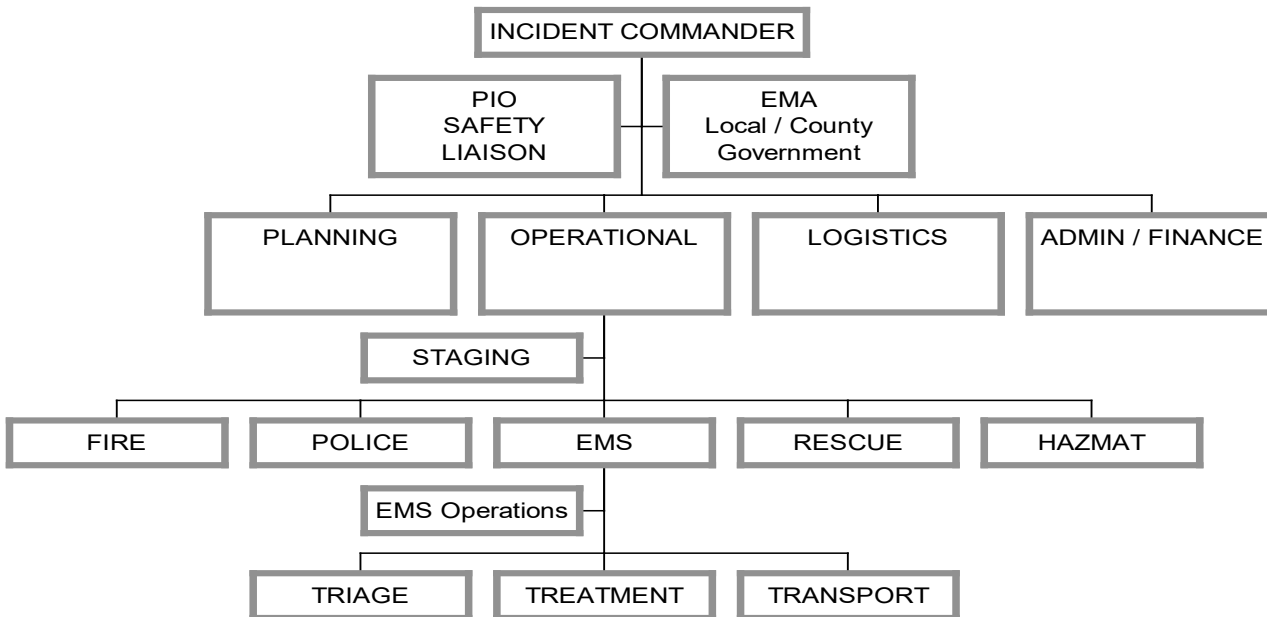 INCIDENT COMMANDER
PIO
SAFETY
LIAISON
EMA
Local / County
Government
PLANNING
OPERATIONAL
LOGISTICS
ADMIN / FINANCE
STAGING
FIRE
POLICE
EMS
RESCUE
HAZMAT
EMS Operations
TRIAGE
TREATMENT
TRANSPORT